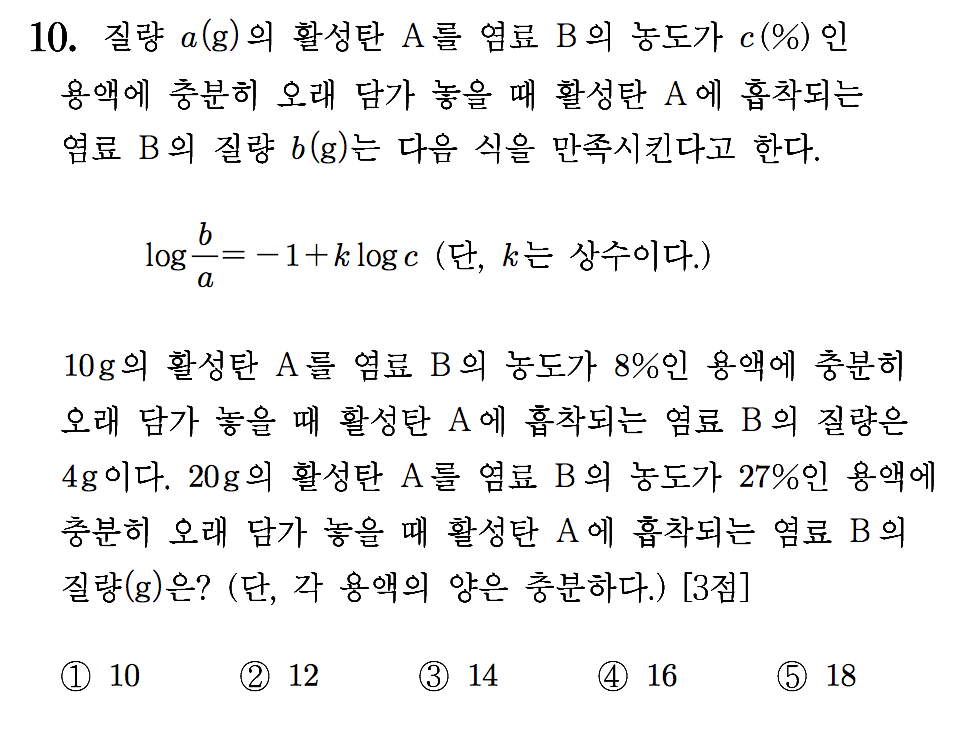 10. 질량 a(g)의 활성탄 A를 염료 B의 농도가 c(%)인
용액에 충분히 오래 담가 놓을 때 활성탄 A에 흡착되는
염료 B의 질량 b(g)는 다음 식을 만족시킨다고 한다.
log b/a = −1+k log c (단, k는 상수이다.)
10g의 활성탄 A를 염료 B의 농도가 8%인 용액에 충분히
오래 담가 놓을 때 활성탄 A에 흡착되는 염료 B의 질량은
4g이다. 20g의 활성탄 A를 염료 B의 농도가 27%인 용액에
충분히 오래 담가 놓을 때 활성탄 A에 흡착되는 염료 B의
질량(g)은? (단, 각 용액의 양은 충분하다.) [3점]
① 10 ② 12 ③ 14 ④ 16 ⑤ 18